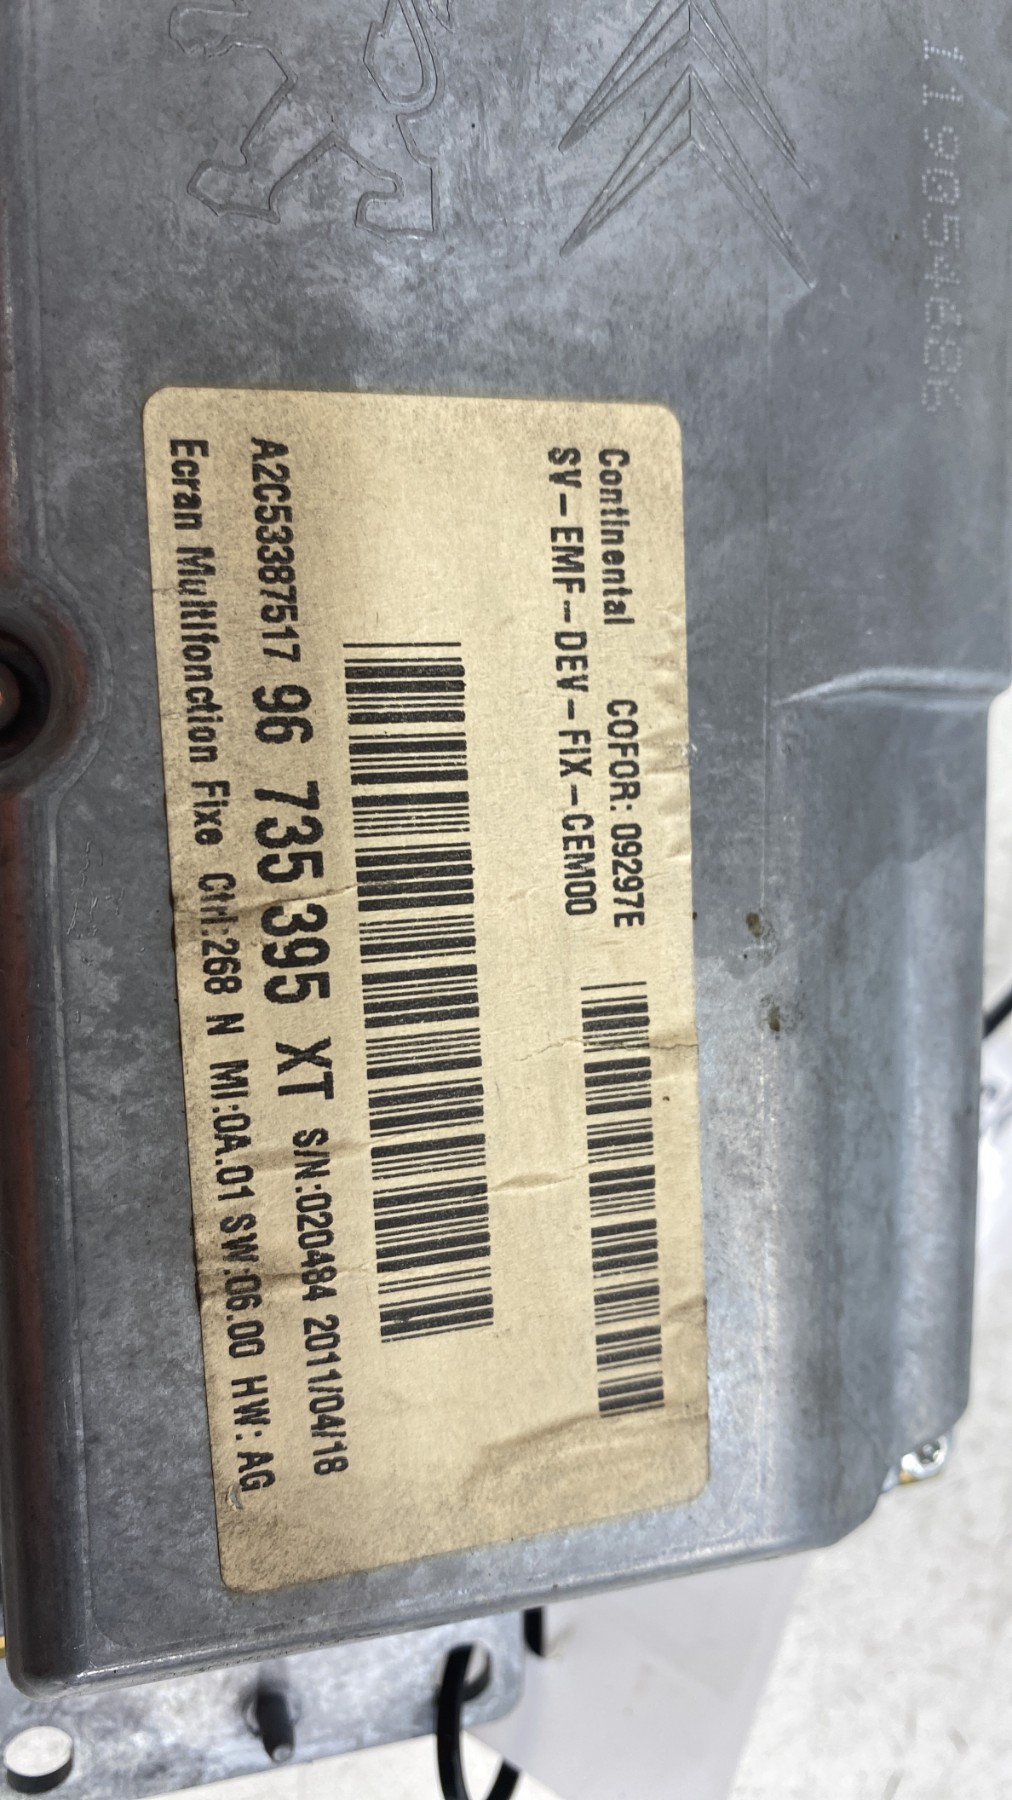 119054686
Continental COFOR: 09297E
SV-EMF-DEV-FIX-CEM00
A2C53387517 96 735 395 XT S/N:020484 2011/04/18
Ecran Multifonction Fixe Ctrl:268 N MI:0A.01 SW:06.00 HW:AG